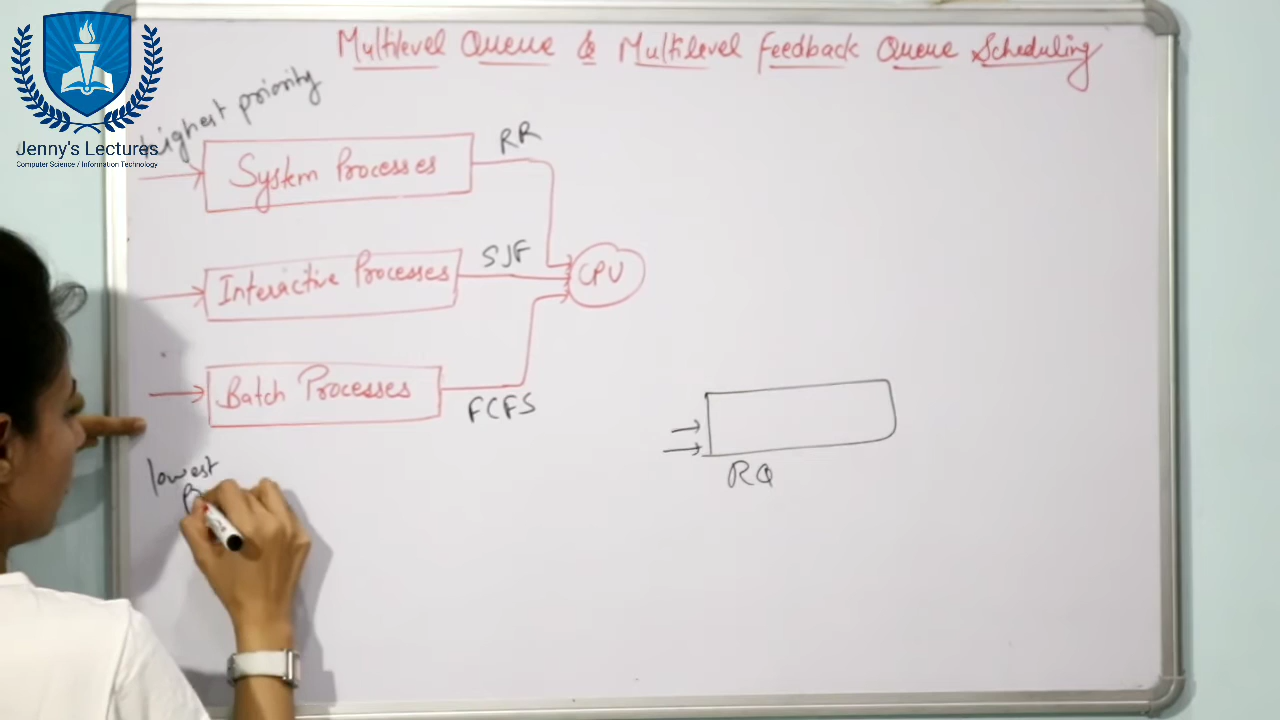 Multilevel Queue & Multilevel Feedback Queue Scheduling
Jenny's Lectures
Computer Science / Information Technology
highest priority
System Processes
RR
Interactive Processes
SJF
CPU
Batch Processes
FCFS
lowest
RQ